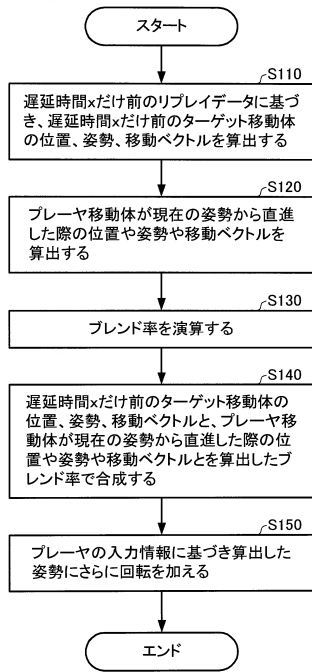 スタート
S110
遅延時間xだけ前のリプレイデータに基づ
き、遅延時間xだけ前のターゲット移動体
の位置、姿勢、移動ベクトルを算出する
S120
プレーヤ移動体が現在の姿勢から直進
した際の位置や姿勢や移動ベクトルを
算出する
S130
ブレンド率を演算する
S140
遅延時間xだけ前のターゲット移動体の
位置、姿勢、移動ベクトルと、プレーヤ移
動体が現在の姿勢から直進した際の位
置や姿勢や移動ベクトルとを算出したブ
レンド率で合成する
S150
プレーヤの入力情報に基づき算出した
姿勢にさらに回転を加える
エンド